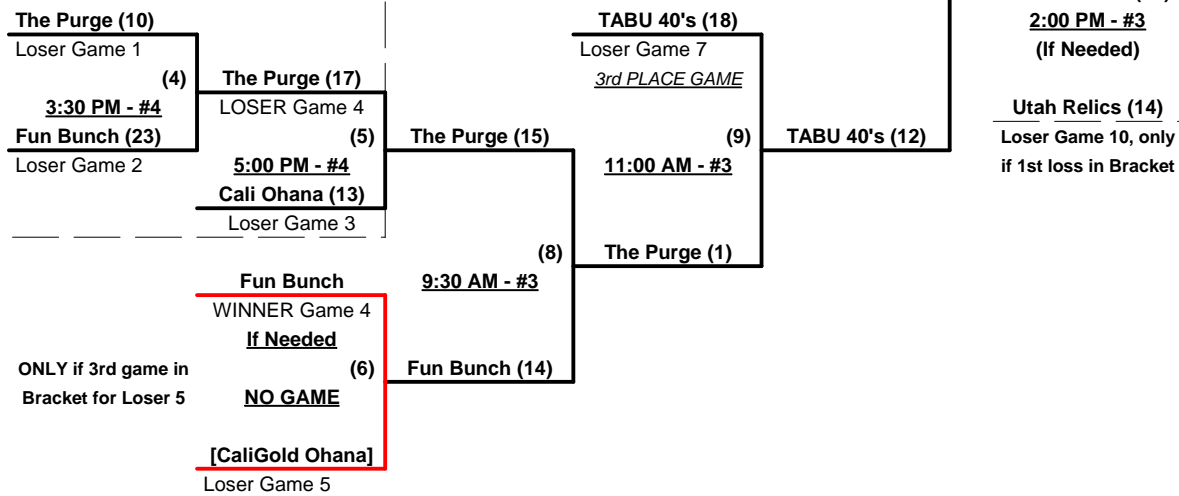 The Purge (10)
Loser Game 1
(4)
3:30 PM - #4
Fun Bunch (23)
Loser Game 2
The Purge (17)
LOSER Game 4
(5)
5:00 PM - #4
Cali Ohana (13)
Loser Game 3
The Purge (15)
(8)
9:30 AM - #3
Fun Bunch
WINNER Game 4
If Needed
(6)
NO GAME
ONLY if 3rd game in
Bracket for Loser 5
[CaliGold Ohana]
Loser Game 5
Fun Bunch (14)
TABU 40's (18)
Loser Game 7
3rd PLACE GAME
(9)
11:00 AM - #3
The Purge (1)
TABU 40's (12)
2:00 PM - #3
(If Needed)
Utah Relics (14)
Loser Game 10, only
if 1st loss in Bracket